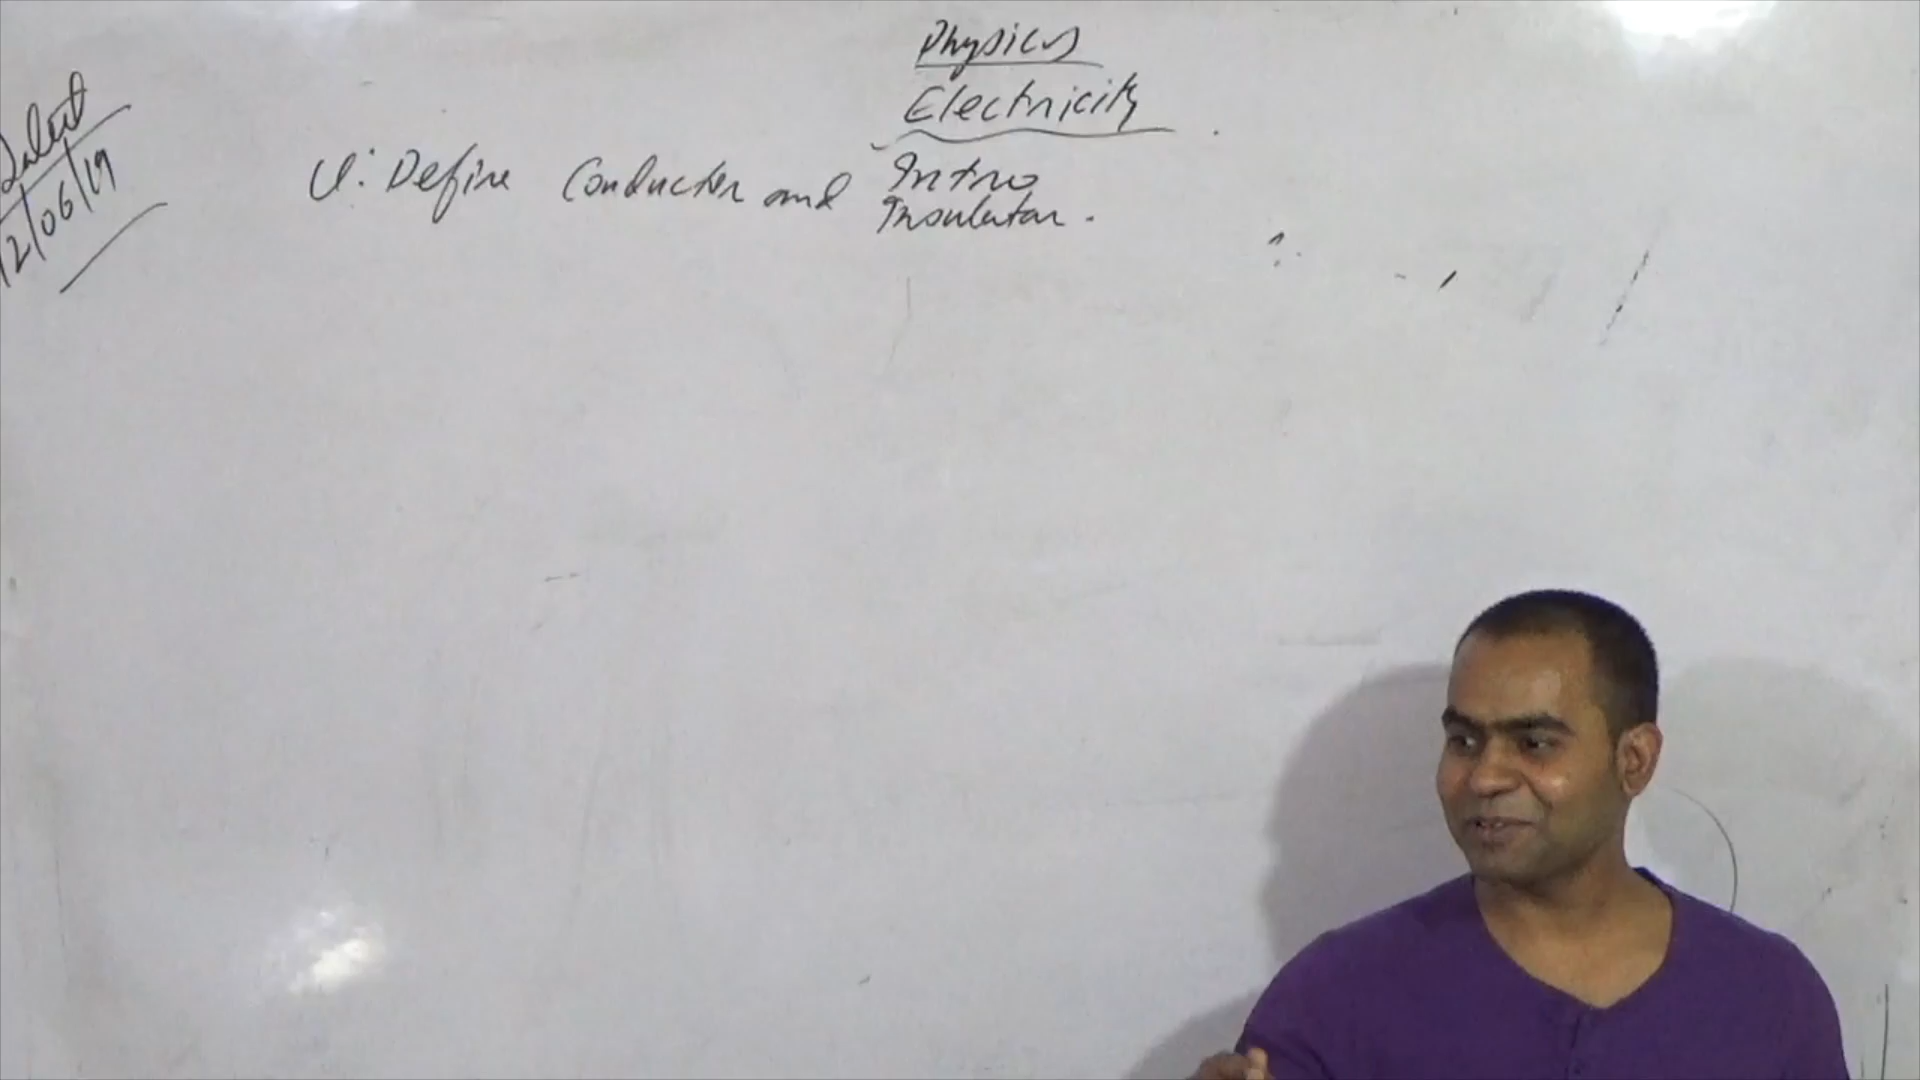 Physics
Electricity
Intro
Q: Define Conductor and Insulator.
12/06/19